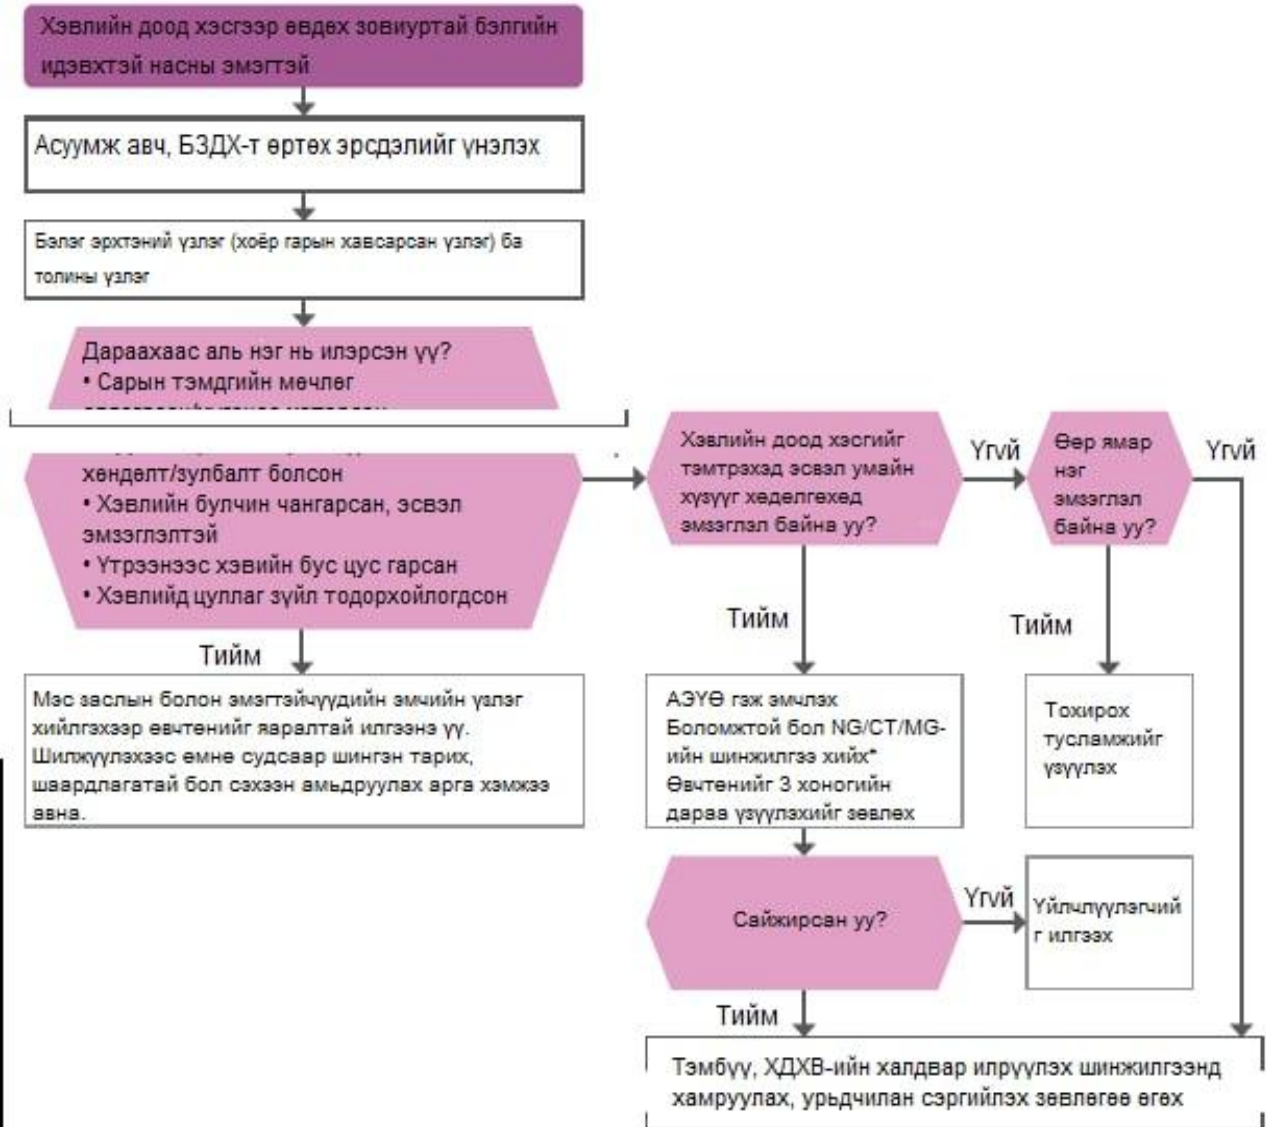 Хэвлийн доод хэсгээр өвдөх зовиуртай бэлгийн
идэвхтэй насны эмэгтэй
Асуумж авч, БЗДХ-т өртөх эрсдэлийг үнэлэх
Бэлэг эрхтэний үзлэг (хоёр гарын хавсарсан үзлэг) ба
толины үзлэг
Дараахаас аль нэг нь илэрсэн үү?
• Сарын тэмдгийн мөчлөг
хөндөлт/зулбалт болсон
• Хэвлийн булчин чангарсан, эсвэл
эмзэглэлтэй
• Үтрээнээс хэвийн бус цус гарсан
• Хэвлийд цуллаг зүйл тодорхойлогдсон
Тийм
Мэс заслын болон эмэгтэйчүүдийн эмчийн үзлэг
хийлгэхээр өвчтөнийг яаралтай илгээнэ үү.
Шилжүүлэхээс өмнө судсаар шингэн тарих,
шаардлагатай бол сэхээн амьдруулах арга хэмжээ
авна.
Хэвлийн доод хэсгийг
тэмтрэхэд эсвэл умайн
хүзүүг хөдөлгөхөд
эмзэглэл байна уу?
Үгүй
Өөр ямар
нэг
эмзэглэл
байна уу?
Үгүй
Тийм
Тийм
АЭҮӨ гэж эмчлэх
Боломжтой бол NG/CT/MG-
ийн шинжилгээ хийх*
Өвчтөнийг 3 хоногийн
дараа үзүүлэхийг зөвлөх
Тохирох
тусламжийг
үзүүлэх
Сайжирсан уу?
Үгүй
Үйлчлүүлэгчий
г илгээх
Тийм
Тэмбүү, ХДХВ-ийн халдвар илрүүлэх шинжилгээнд
хамруулах, урьдчилан сэргийлэх зөвлөгөө өгөх